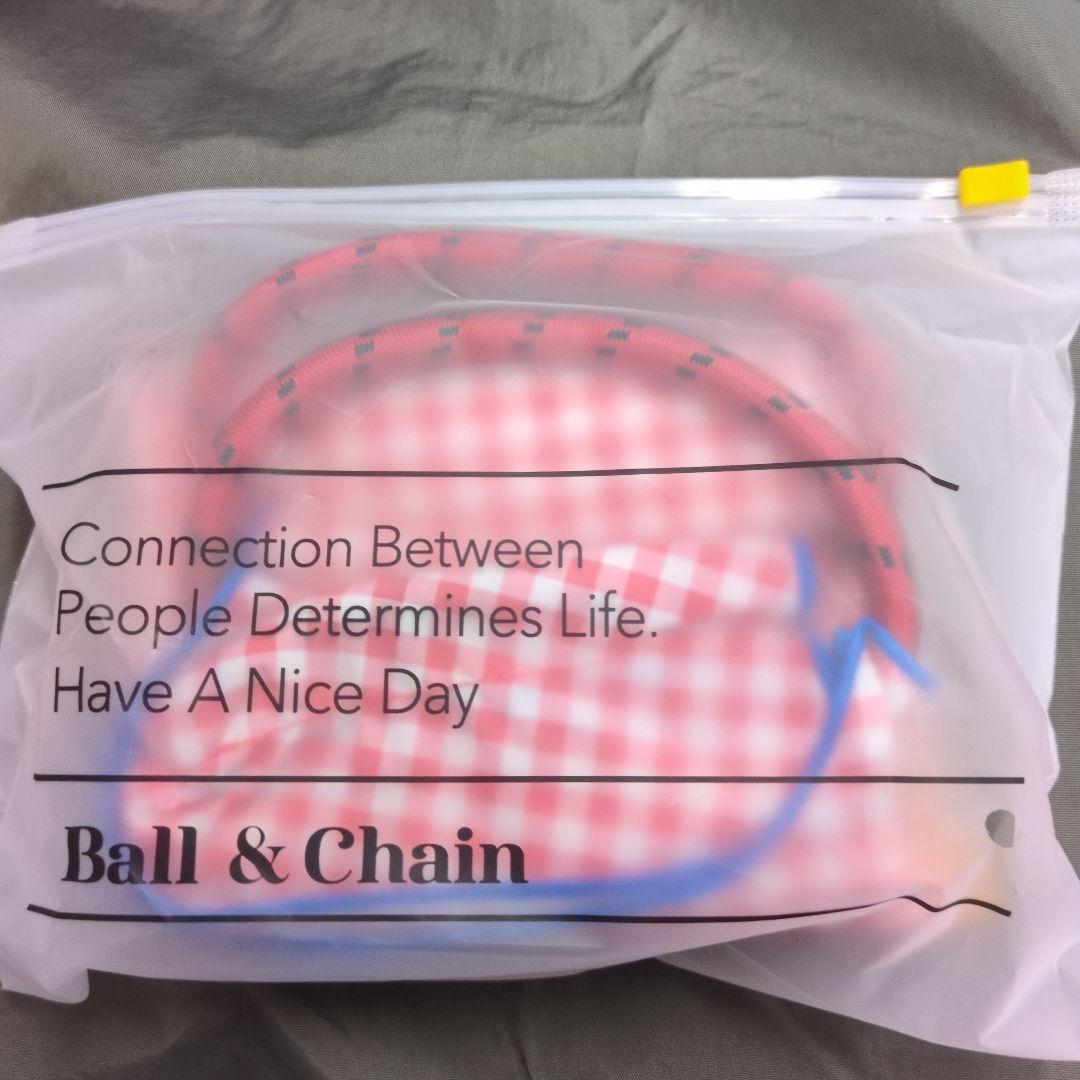 Connection Between
People Determines Life.
Have A Nice Day
Ball & Chain